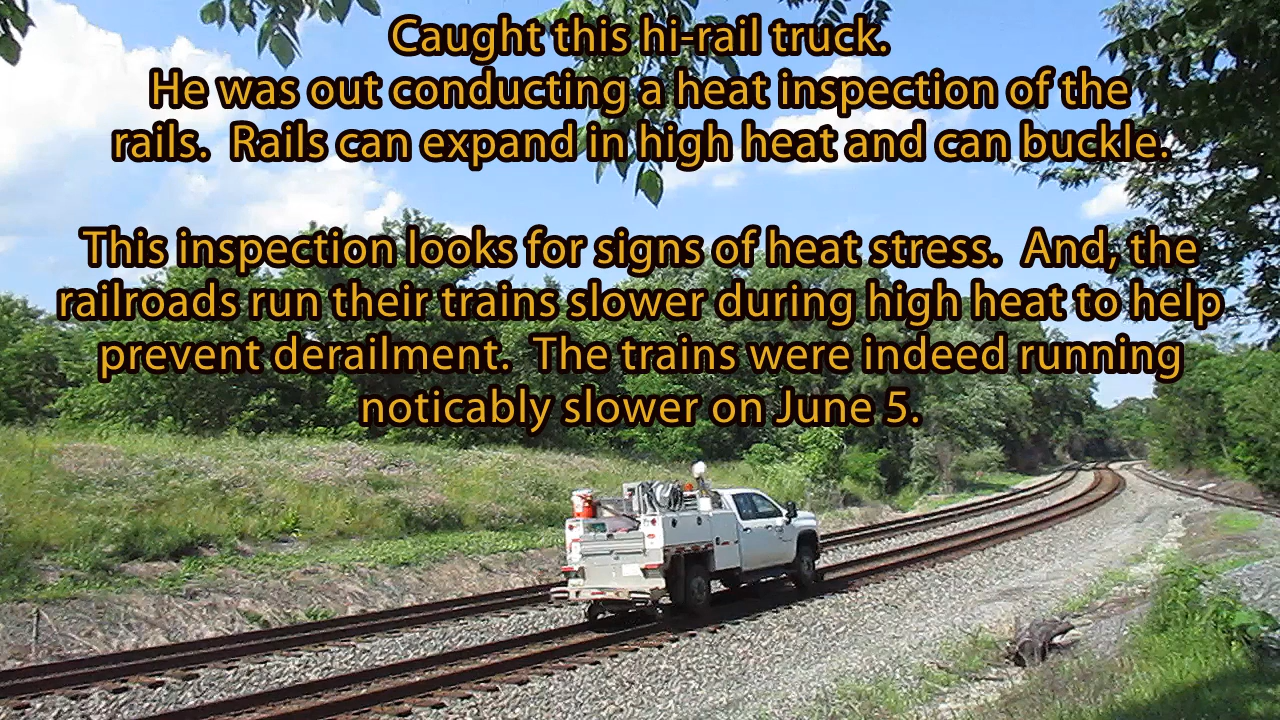 Caught this hi-rail truck.
He was out conducting a heat inspection of the
rails.  Rails can expand in high heat and can buckle.
This inspection looks for signs of heat stress.  And, the
railroads run their trains slower during high heat to help
prevent derailment.  The trains were indeed running
noticably slower on June 5.